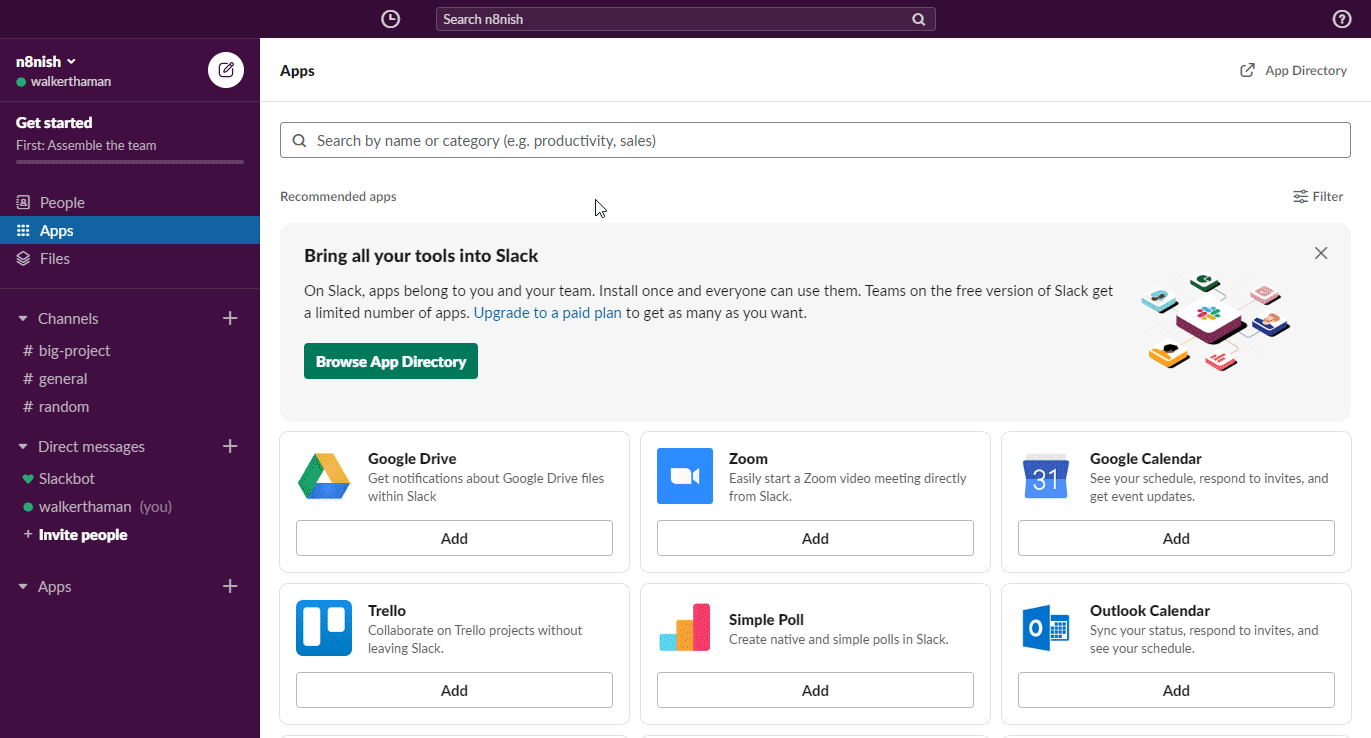 Search n8nish
n8nish
walkerthaman
Get started
First: Assemble the team
People
Apps
Files
Channels
# big-project
# general
# random
Direct messages
Slackbot
walkerthaman (you)
+ Invite people
Apps
Apps
App Directory
Search by name or category (e.g. productivity, sales)
Recommended apps
Filter
Bring all your tools into Slack
On Slack, apps belong to you and your team. Install once and everyone can use them. Teams on the free version of Slack get
a limited number of apps. Upgrade to a paid plan to get as many as you want.
Browse App Directory
Google Drive
Get notifications about Google Drive files
within Slack
Add
Zoom
Easily start a Zoom video meeting directly
from Slack.
Add
31
Google Calendar
See your schedule, respond to invites, and
get event updates.
Add
Trello
Collaborate on Trello projects without
leaving Slack.
Add
Simple Poll
Create native and simple polls in Slack.
Add
Outlook Calendar
Sync your status, respond to invites, and
see your schedule.
Add